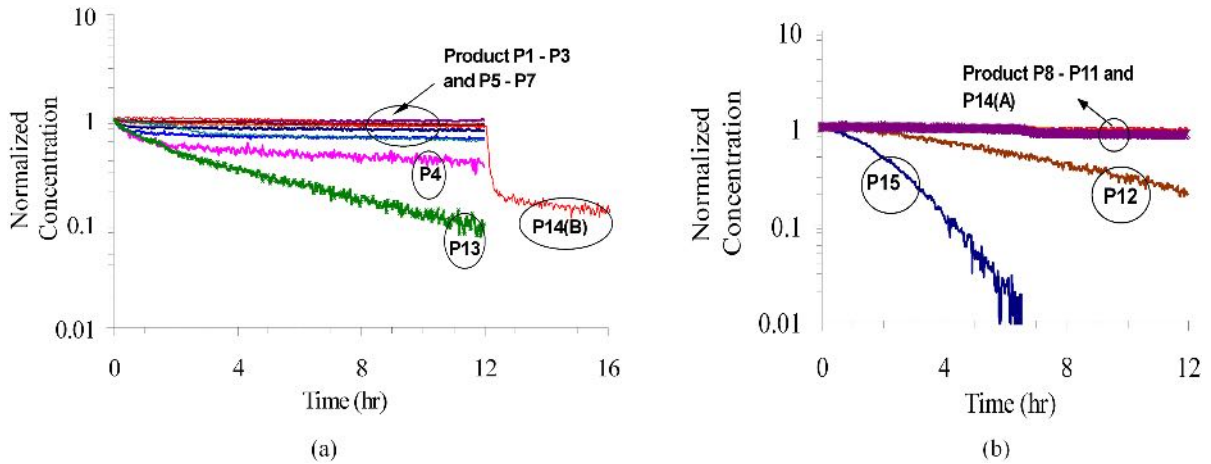 10
1
0.1
0.01
Normalized
Concentration
Product P1 - P3
and P5 - P7
P4
P13
P14(B)
0 4 8 12 16
Time (hr)
(a)
10
1
0.1
0.01
Normalized
Concentration
Product P8 - P11 and
P14(A)
P15
P12
0 4 8 12
Time (hr)
(b)